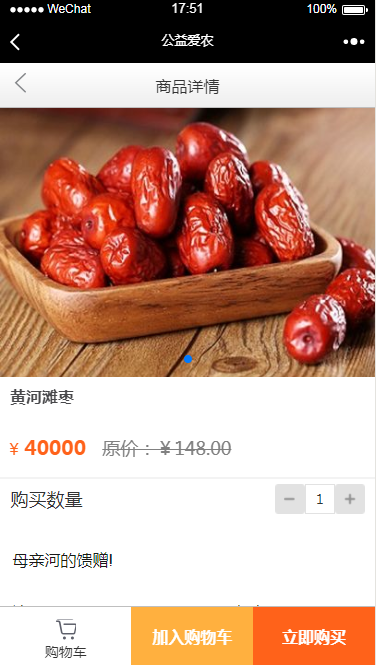 WeChat 17:51 100%
公益爱农
商品详情
黄河滩枣
￥ 40000 原价：￥148.00
购买数量 − 1 +
母亲河的馈赠!
购物车 加入购物车 立即购买